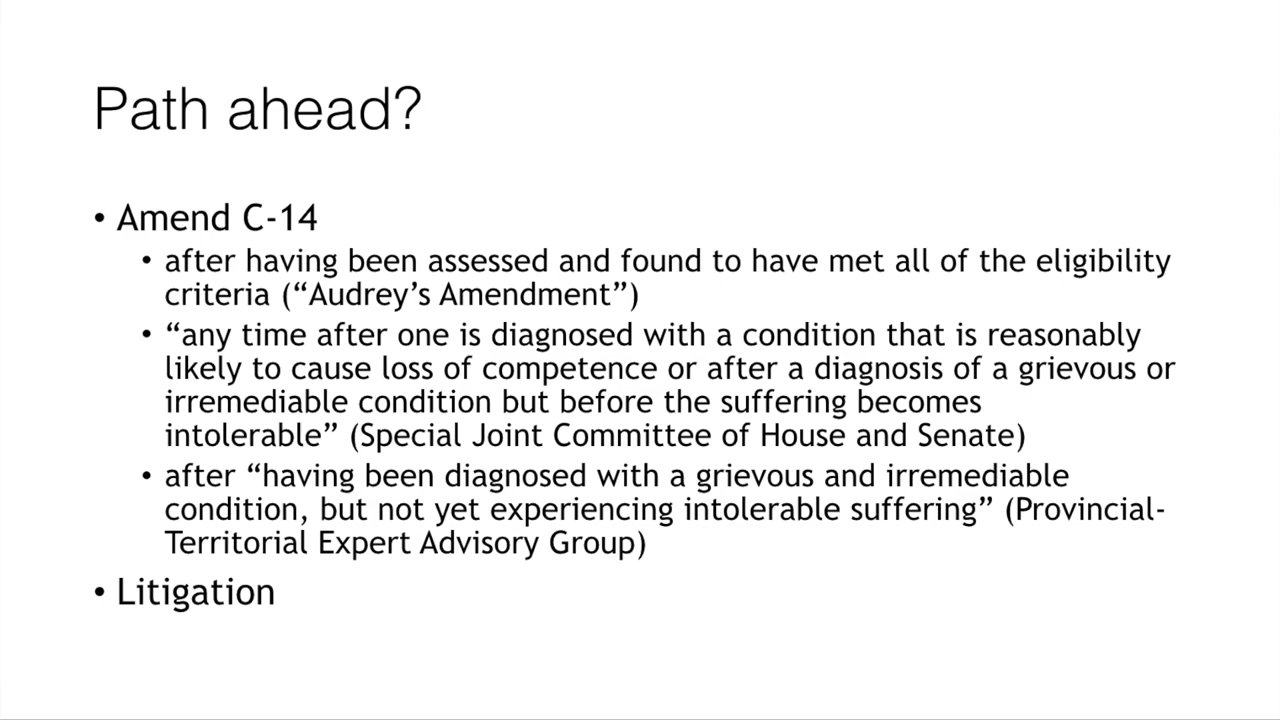 Path ahead?
• Amend C-14
• after having been assessed and found to have met all of the eligibility
criteria (“Audrey’s Amendment”)
• “any time after one is diagnosed with a condition that is reasonably
likely to cause loss of competence or after a diagnosis of a grievous or
irremediable condition but before the suffering becomes
intolerable” (Special Joint Committee of House and Senate)
• after “having been diagnosed with a grievous and irremediable
condition, but not yet experiencing intolerable suffering” (Provincial-
Territorial Expert Advisory Group)
• Litigation